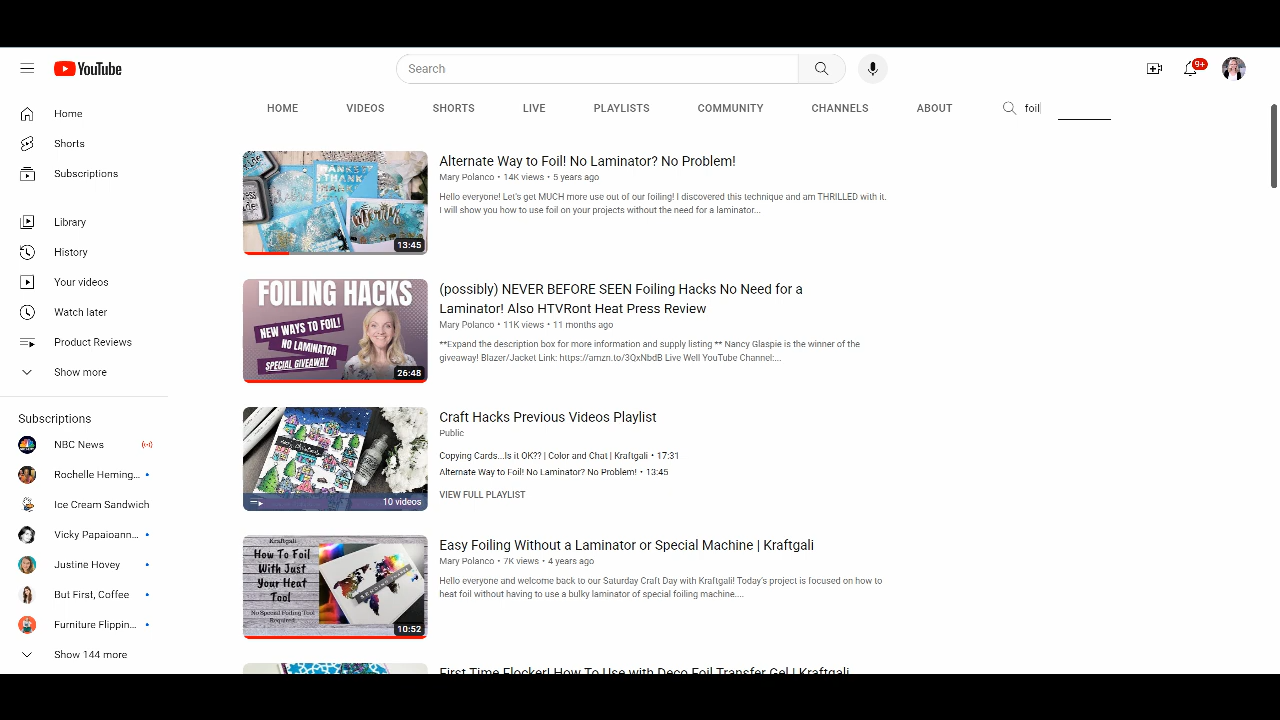 YouTube
Search
9+
HOME VIDEOS SHORTS LIVE PLAYLISTS COMMUNITY CHANNELS ABOUT foil
Home
Shorts
Subscriptions
Library
History
Your videos
Watch later
Product Reviews
Show more
Subscriptions
NBC News
Rochelle Heming...
Ice Cream Sandwich
Vicky Papaioann...
Justine Hovey
But First, Coffee
Furniture Flippin...
Show 144 more
13:45
Alternate Way to Foil! No Laminator? No Problem!
Mary Polanco • 14K views • 5 years ago
Hello everyone! Let's get MUCH more use out of our foiling! I discovered this technique and am THRILLED with it.
I will show you how to use foil on your projects without the need for a laminator...
FOILING HACKS
NEW WAYS TO FOIL!
NO LAMINATOR
SPECIAL GIVEAWAY
26:48
(possibly) NEVER BEFORE SEEN Foiling Hacks No Need for a
Laminator! Also HTVRont Heat Press Review
Mary Polanco • 11K views • 11 months ago
**Expand the description box for more information and supply listing ** Nancy Glaspie is the winner of the
giveaway! Blazer/Jacket Link: https://amzn.to/3QxNbdB Live Well YouTube Channel:...
10 videos
Craft Hacks Previous Videos Playlist
Public
Copying Cards...Is it OK?? | Color and Chat | Kraftgali • 17:31
Alternate Way to Foil! No Laminator? No Problem! • 13:45
VIEW FULL PLAYLIST
Kraftgali
How To Foil
With Just
Your Heat
Tool
No Special Foiling Tool
Required
10:52
Easy Foiling Without a Laminator or Special Machine | Kraftgali
Mary Polanco • 7K views • 4 years ago
Hello everyone and welcome back to our Saturday Craft Day with Kraftgali! Today's project is focused on how to
heat foil without having to use a bulky laminator of special foiling machine....
First Time Flocker! How To Use with Deco Foil Transfer Gel | Kraftgali